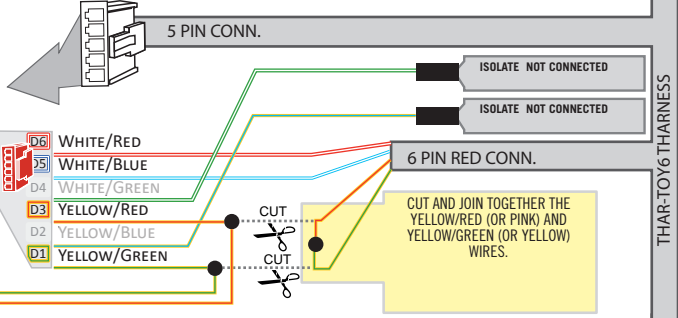 5 PIN CONN.
ISOLATE NOT CONNECTED
ISOLATE NOT CONNECTED
D6 WHITE/RED
D5 WHITE/BLUE
6 PIN RED CONN.
D4 WHITE/GREEN
D3 YELLOW/RED
CUT
D2 YELLOW/BLUE
D1 YELLOW/GREEN
CUT
CUT AND JOIN TOGETHER THE
YELLOW/RED (OR PINK) AND
YELLOW/GREEN (OR YELLOW)
WIRES.
THAR-TOY6 THARNESS